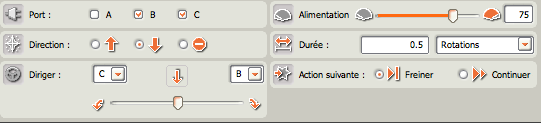 Port : A B C
Direction :
Diriger : C B
Alimentation 75
Durée : 0.5 Rotations
Action suivante : Freiner Continuer